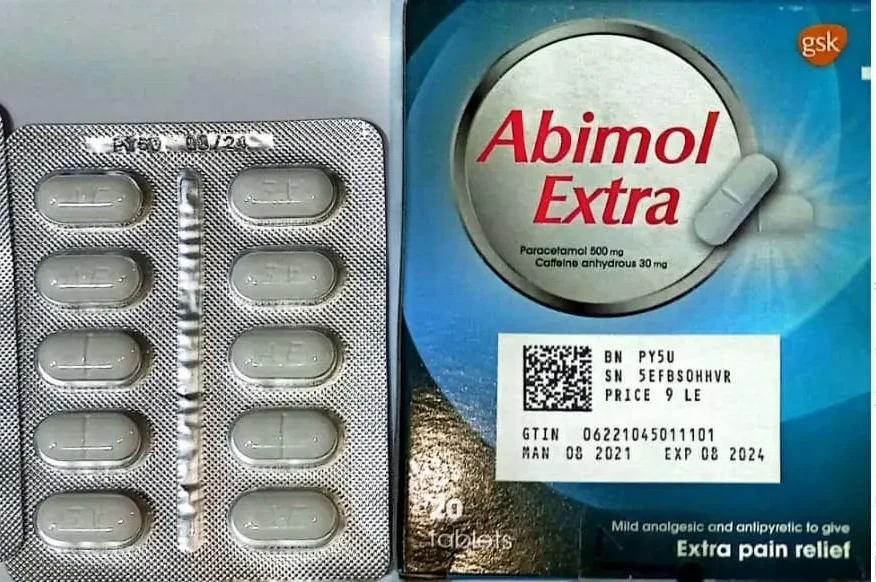 PY5U 08/24
gsk
Abimol
Extra
Paracetamol 500 mg
Caffeine anhydrous 30 mg
BN PY5U
SN 5EFBSOHHVR
PRICE 9 LE
GTIN 06221045011101
MAN 08 2021 EXP 08 2024
20
tablets
Mild analgesic and antipyretic to give
Extra pain relief